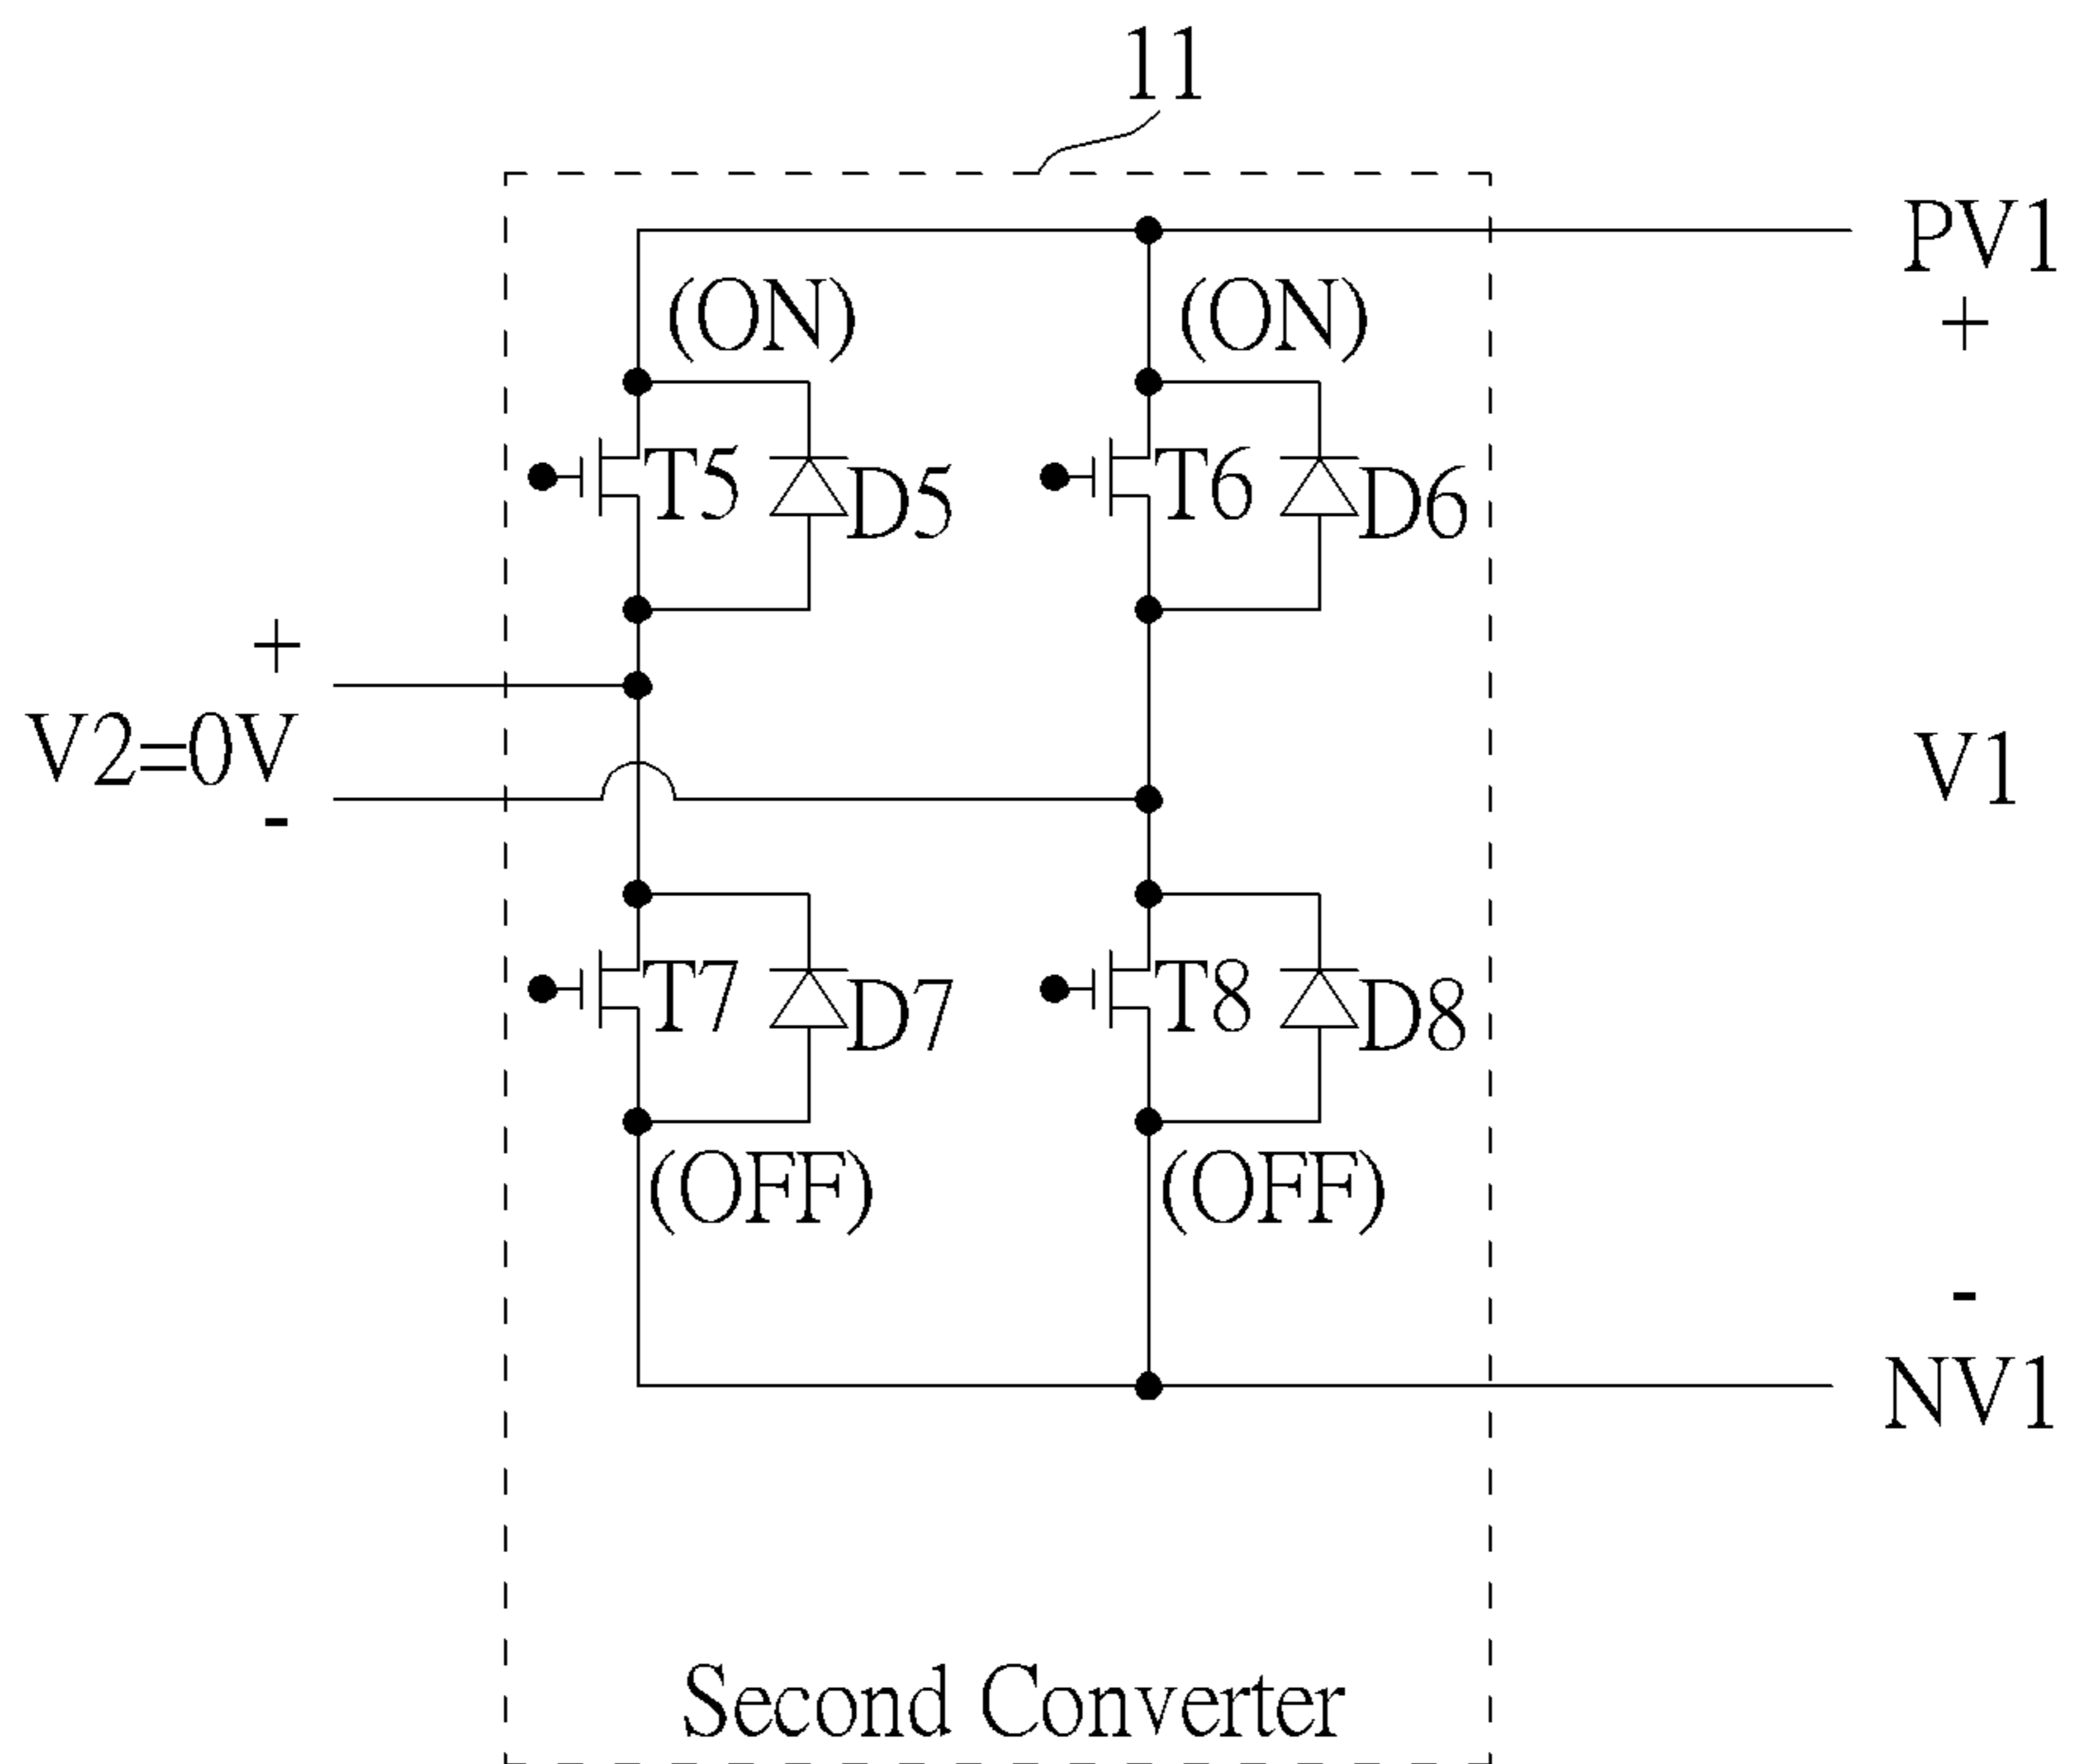 11
PV1
+
(ON)
(ON)
T5
D5
T6
D6
+
V2=0V
-
V1
T7
D7
T8
D8
(OFF)
(OFF)
-
NV1
Second Converter